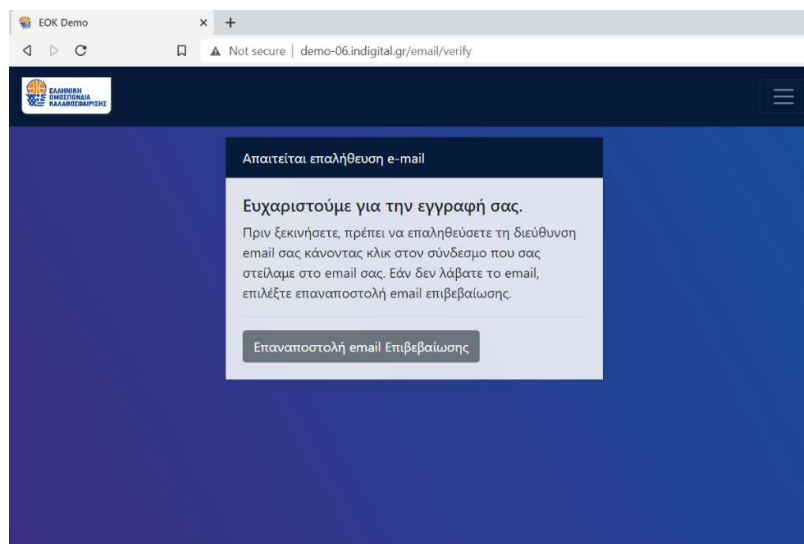 EOK Demo
Not secure | demo-06.indigital.gr/email/verify
ΕΛΛΗΝΙΚΗ
ΟΜΟΣΠΟΝΔΙΑ
ΚΑΛΑΘΟΣΦΑΙΡΙΣΗΣ
Απαιτείται επαλήθευση e-mail
Ευχαριστούμε για την εγγραφή σας.
Πριν ξεκινήσετε, πρέπει να επαληθεύσετε τη διεύθυνση
email σας κάνοντας κλικ στον σύνδεσμο που σας
στείλαμε στο email σας. Εάν δεν λάβατε το email,
επιλέξτε επαναποστολή email επιβεβαίωσης.
Επαναποστολή email Επιβεβαίωσης